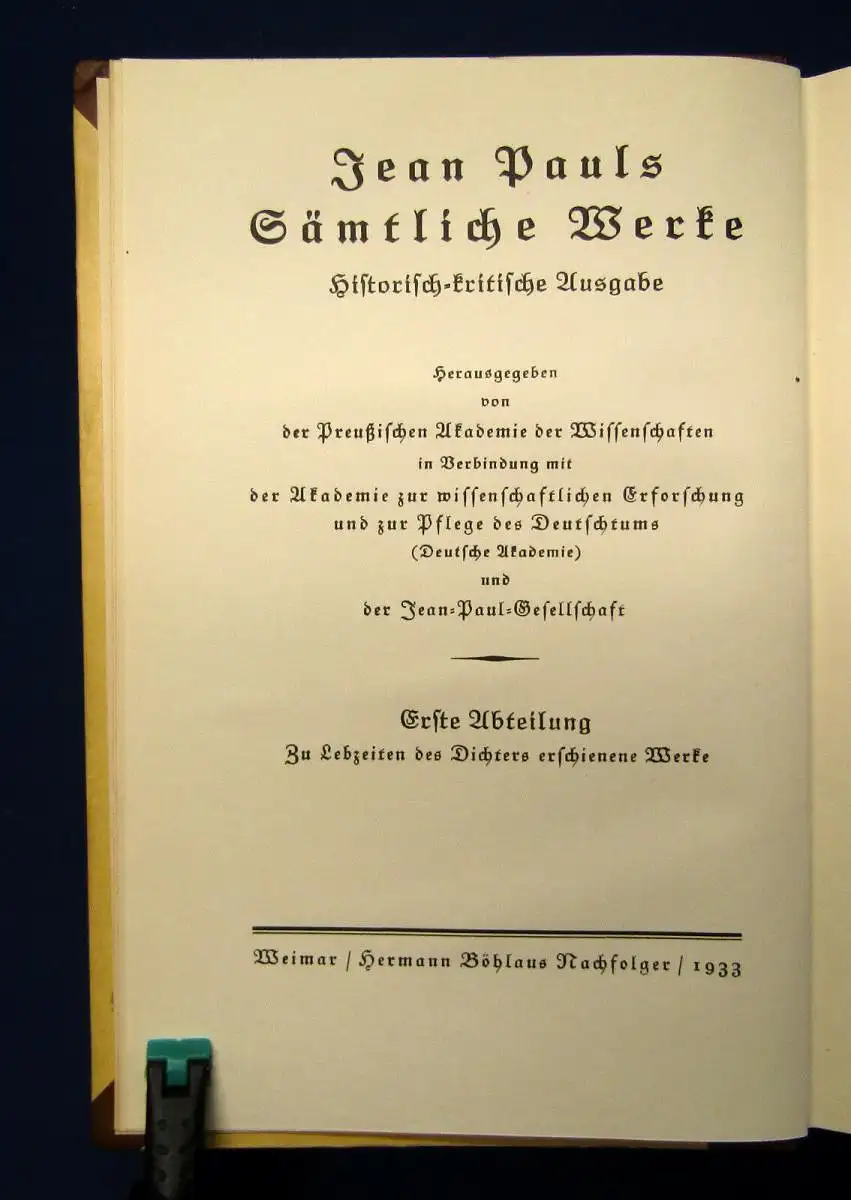 Jean Pauls
Sämtliche Werke
Historisch-kritische Ausgabe
Herausgegeben
von
der Preußischen Akademie der Wissenschaften
in Verbindung mit
der Akademie zur wissenschaftlichen Erforschung
und zur Pflege des Deutschtums
(Deutsche Akademie)
und
der Jean-Paul-Gesellschaft
Erste Abteilung
Zu Lebzeiten des Dichters erschienene Werke
Weimar / Hermann Böhlaus Nachfolger / 1933